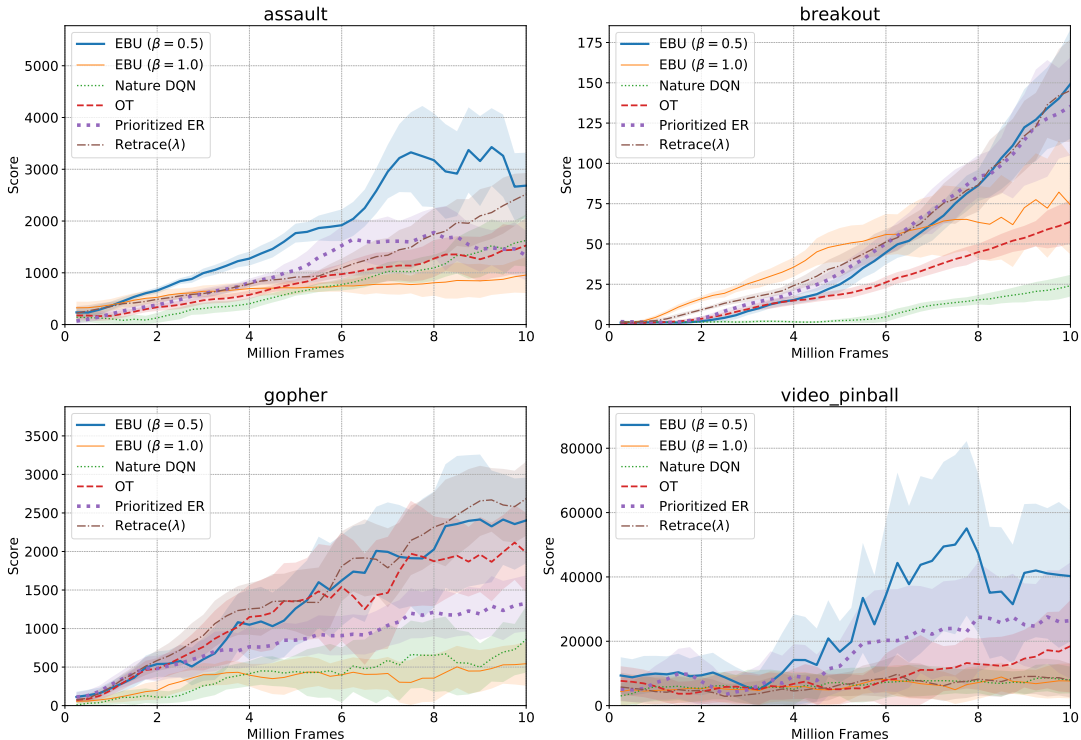 assault
5000
4000
3000
2000
1000
0
Score
EBU (β = 0.5)
EBU (β = 1.0)
Nature DQN
OT
Prioritized ER
Retrace(λ)
0 2 4 6 8 10
Million Frames
breakout
175
150
125
100
75
50
25
0
Score
EBU (β = 0.5)
EBU (β = 1.0)
Nature DQN
OT
Prioritized ER
Retrace(λ)
0 2 4 6 8 10
Million Frames
gopher
3500
3000
2500
2000
1500
1000
500
0
Score
EBU (β = 0.5)
EBU (β = 1.0)
Nature DQN
OT
Prioritized ER
Retrace(λ)
0 2 4 6 8 10
Million Frames
video_pinball
80000
60000
40000
20000
0
Score
EBU (β = 0.5)
EBU (β = 1.0)
Nature DQN
OT
Prioritized ER
Retrace(λ)
0 2 4 6 8 10
Million Frames